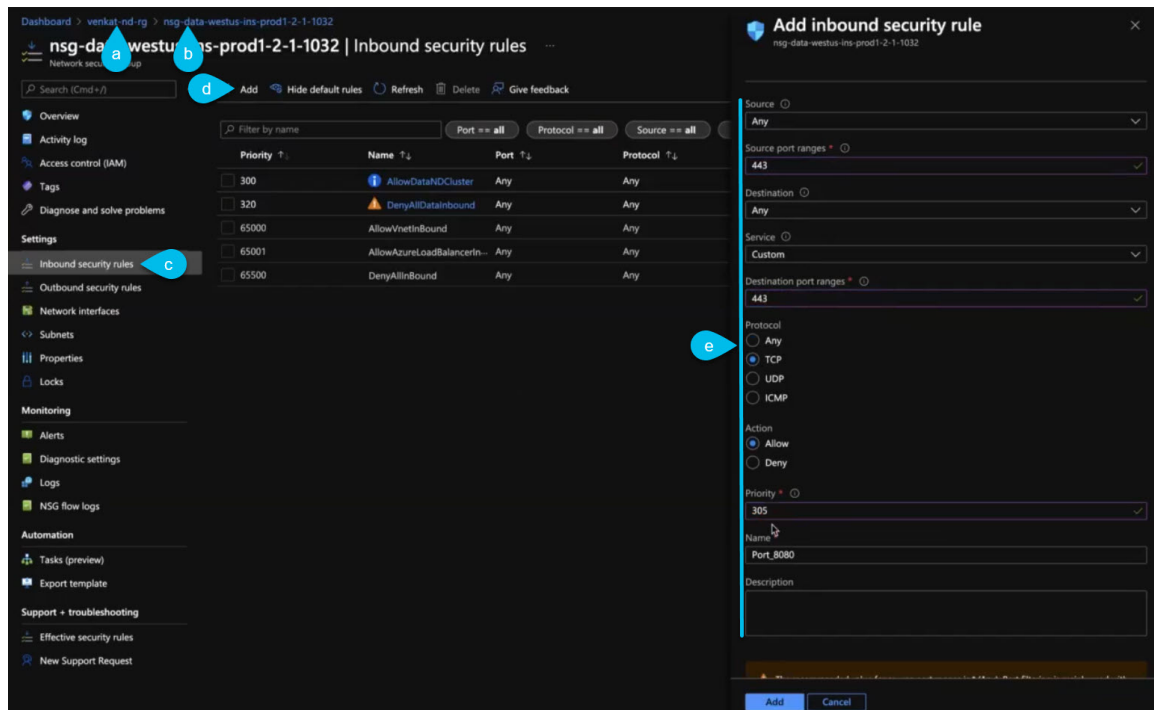 Dashboard > venkat-nd-rg > nsg-data-westus-ins-prod1-2-1-1032
nsg-da westus ns-prod1-2-1-1032 | Inbound security rules ...
Network secu up
a
b
Search (Cmd+/)
Overview
Activity log
Access control (IAM)
Tags
Diagnose and solve problems
Settings
Inbound security rules
c
Outbound security rules
Network interfaces
Subnets
Properties
Locks
Monitoring
Alerts
Diagnostic settings
Logs
NSG flow logs
Automation
Tasks (preview)
Export template
Support + troubleshooting
Effective security rules
New Support Request
d
Add Hide default rules Refresh Delete Give feedback
Filter by name Port == all Protocol == all Source == all
Priority ↑↓ Name ↑↓ Port ↑↓ Protocol ↑↓
300 AllowDataNDCluster Any Any
320 DenyAllDataInbound Any Any
65000 AllowVnetInBound Any Any
65001 AllowAzureLoadBalancerIn... Any Any
65500 DenyAllInBound Any Any
Add inbound security rule
nsg-data-westus-ins-prod1-2-1-1032
e
Source
Any
Source port ranges *
443
Destination
Any
Service
Custom
Destination port ranges *
443
Protocol
Any
TCP
UDP
ICMP
Action
Allow
Deny
Priority *
305
Name *
Port_8080
Description
Add Cancel